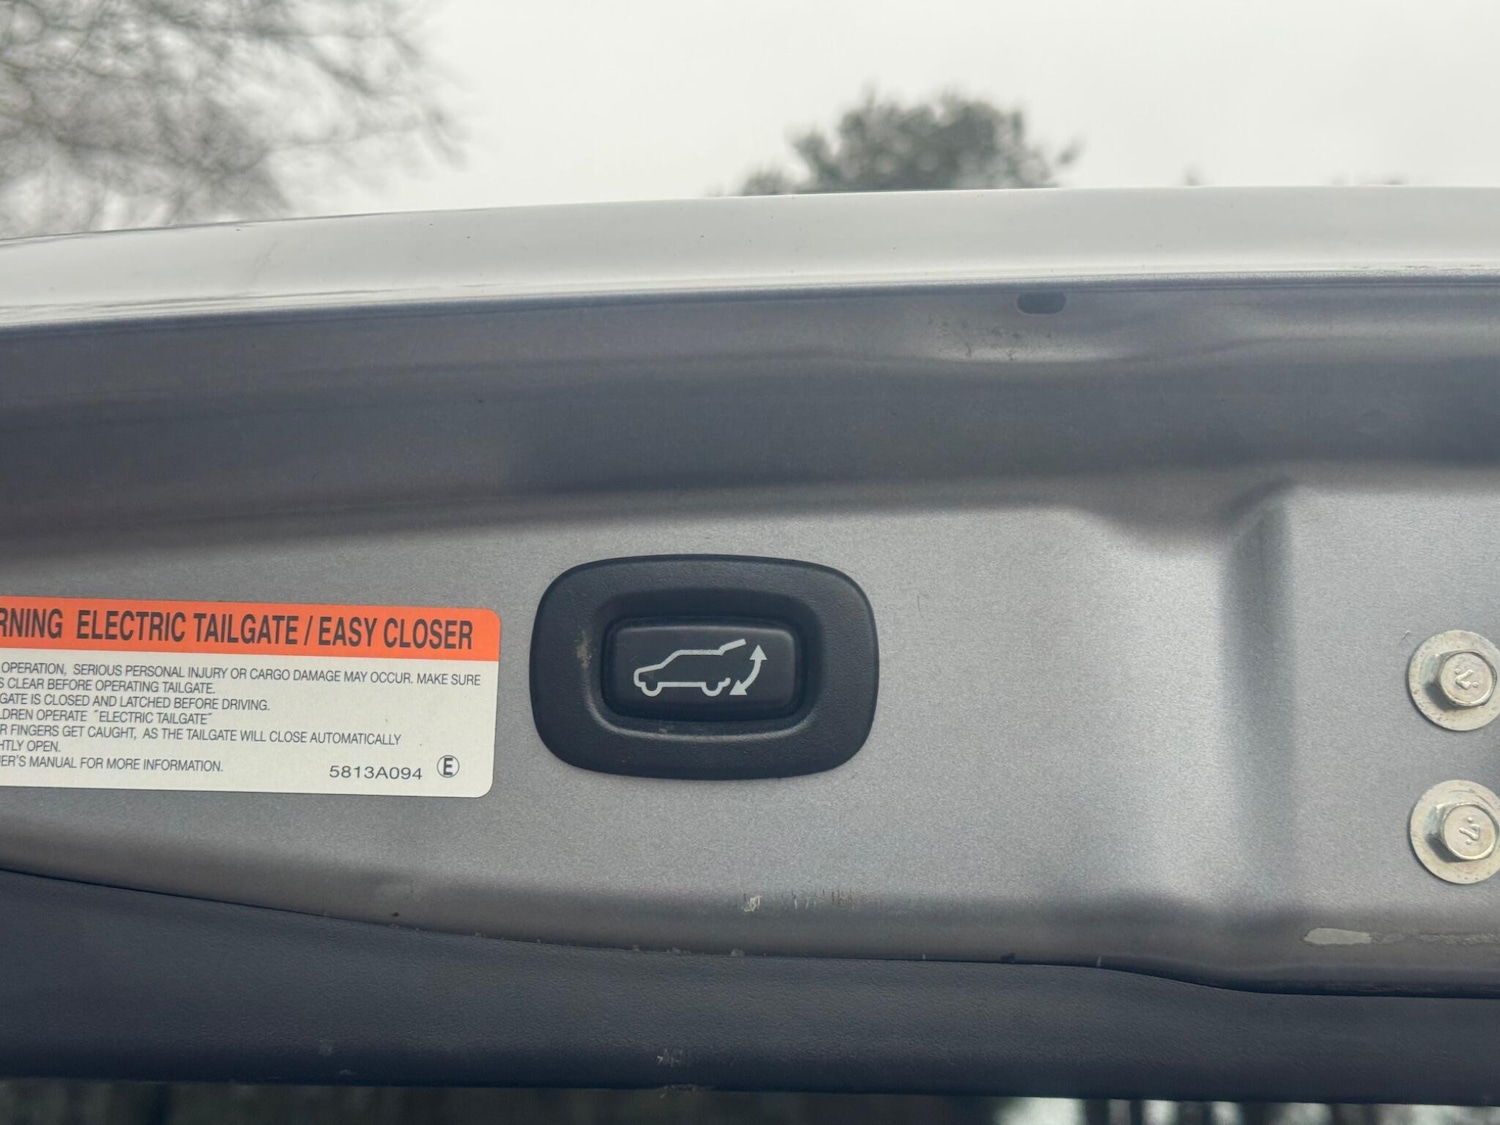 RNING ELECTRIC TAILGATE / EASY CLOSER
OPERATION, SERIOUS PERSONAL INJURY OR CARGO DAMAGE MAY OCCUR. MAKE SURE
S CLEAR BEFORE OPERATING TAILGATE.
GATE IS CLOSED AND LATCHED BEFORE DRIVING.
LDREN OPERATE "ELECTRIC TAILGATE"
R FINGERS GET CAUGHT, AS THE TAILGATE WILL CLOSE AUTOMATICALLY
HTLY OPEN.
ER'S MANUAL FOR MORE INFORMATION.
5813A094 E
7